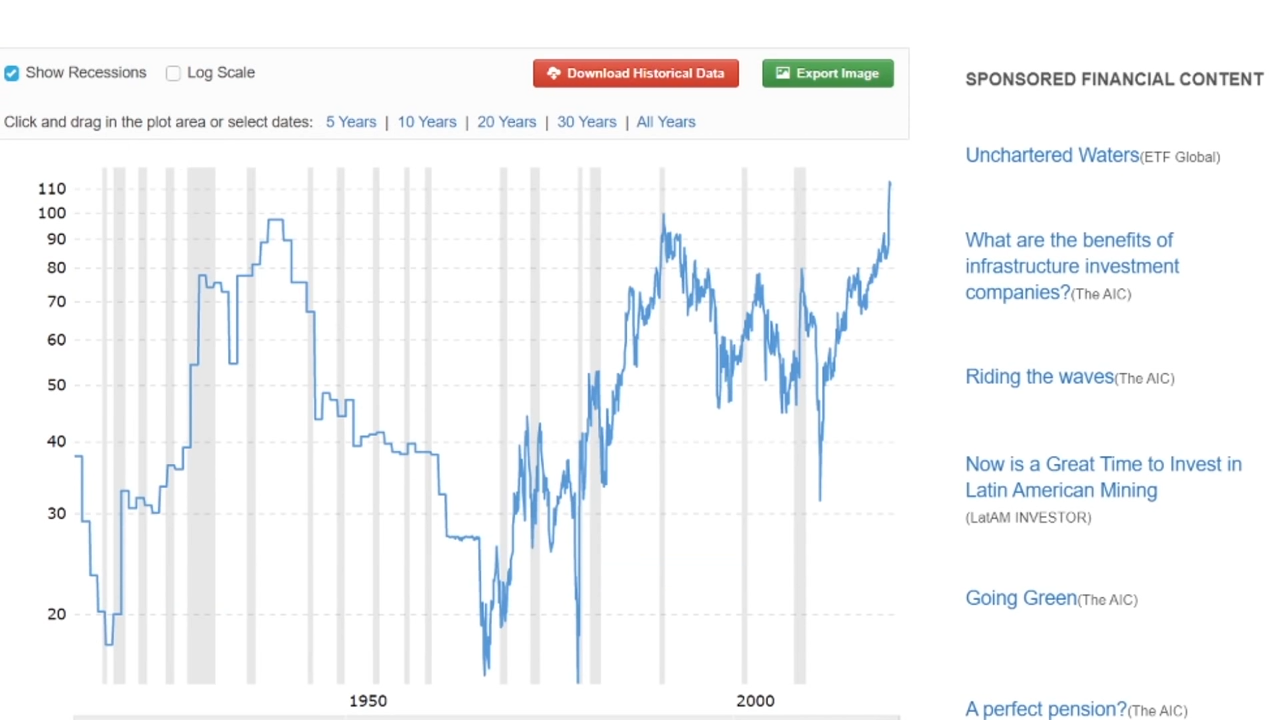 Show Recessions Log Scale Download Historical Data Export Image
Click and drag in the plot area or select dates: 5 Years | 10 Years | 20 Years | 30 Years | All Years
110
100
90
80
70
60
50
40
30
20
1950 2000
SPONSORED FINANCIAL CONTENT
Unchartered Waters(ETF Global)
What are the benefits of
infrastructure investment
companies?(The AIC)
Riding the waves(The AIC)
Now is a Great Time to Invest in
Latin American Mining
(LatAM INVESTOR)
Going Green(The AIC)
A perfect pension?(The AIC)